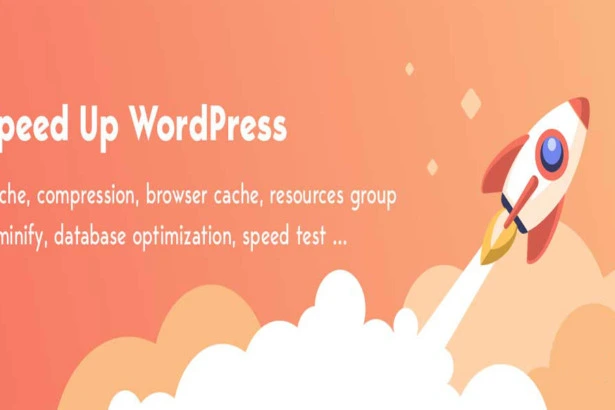 peed Up WordPress
che, compression, browser cache, resources group
minify, database optimization, speed test ...